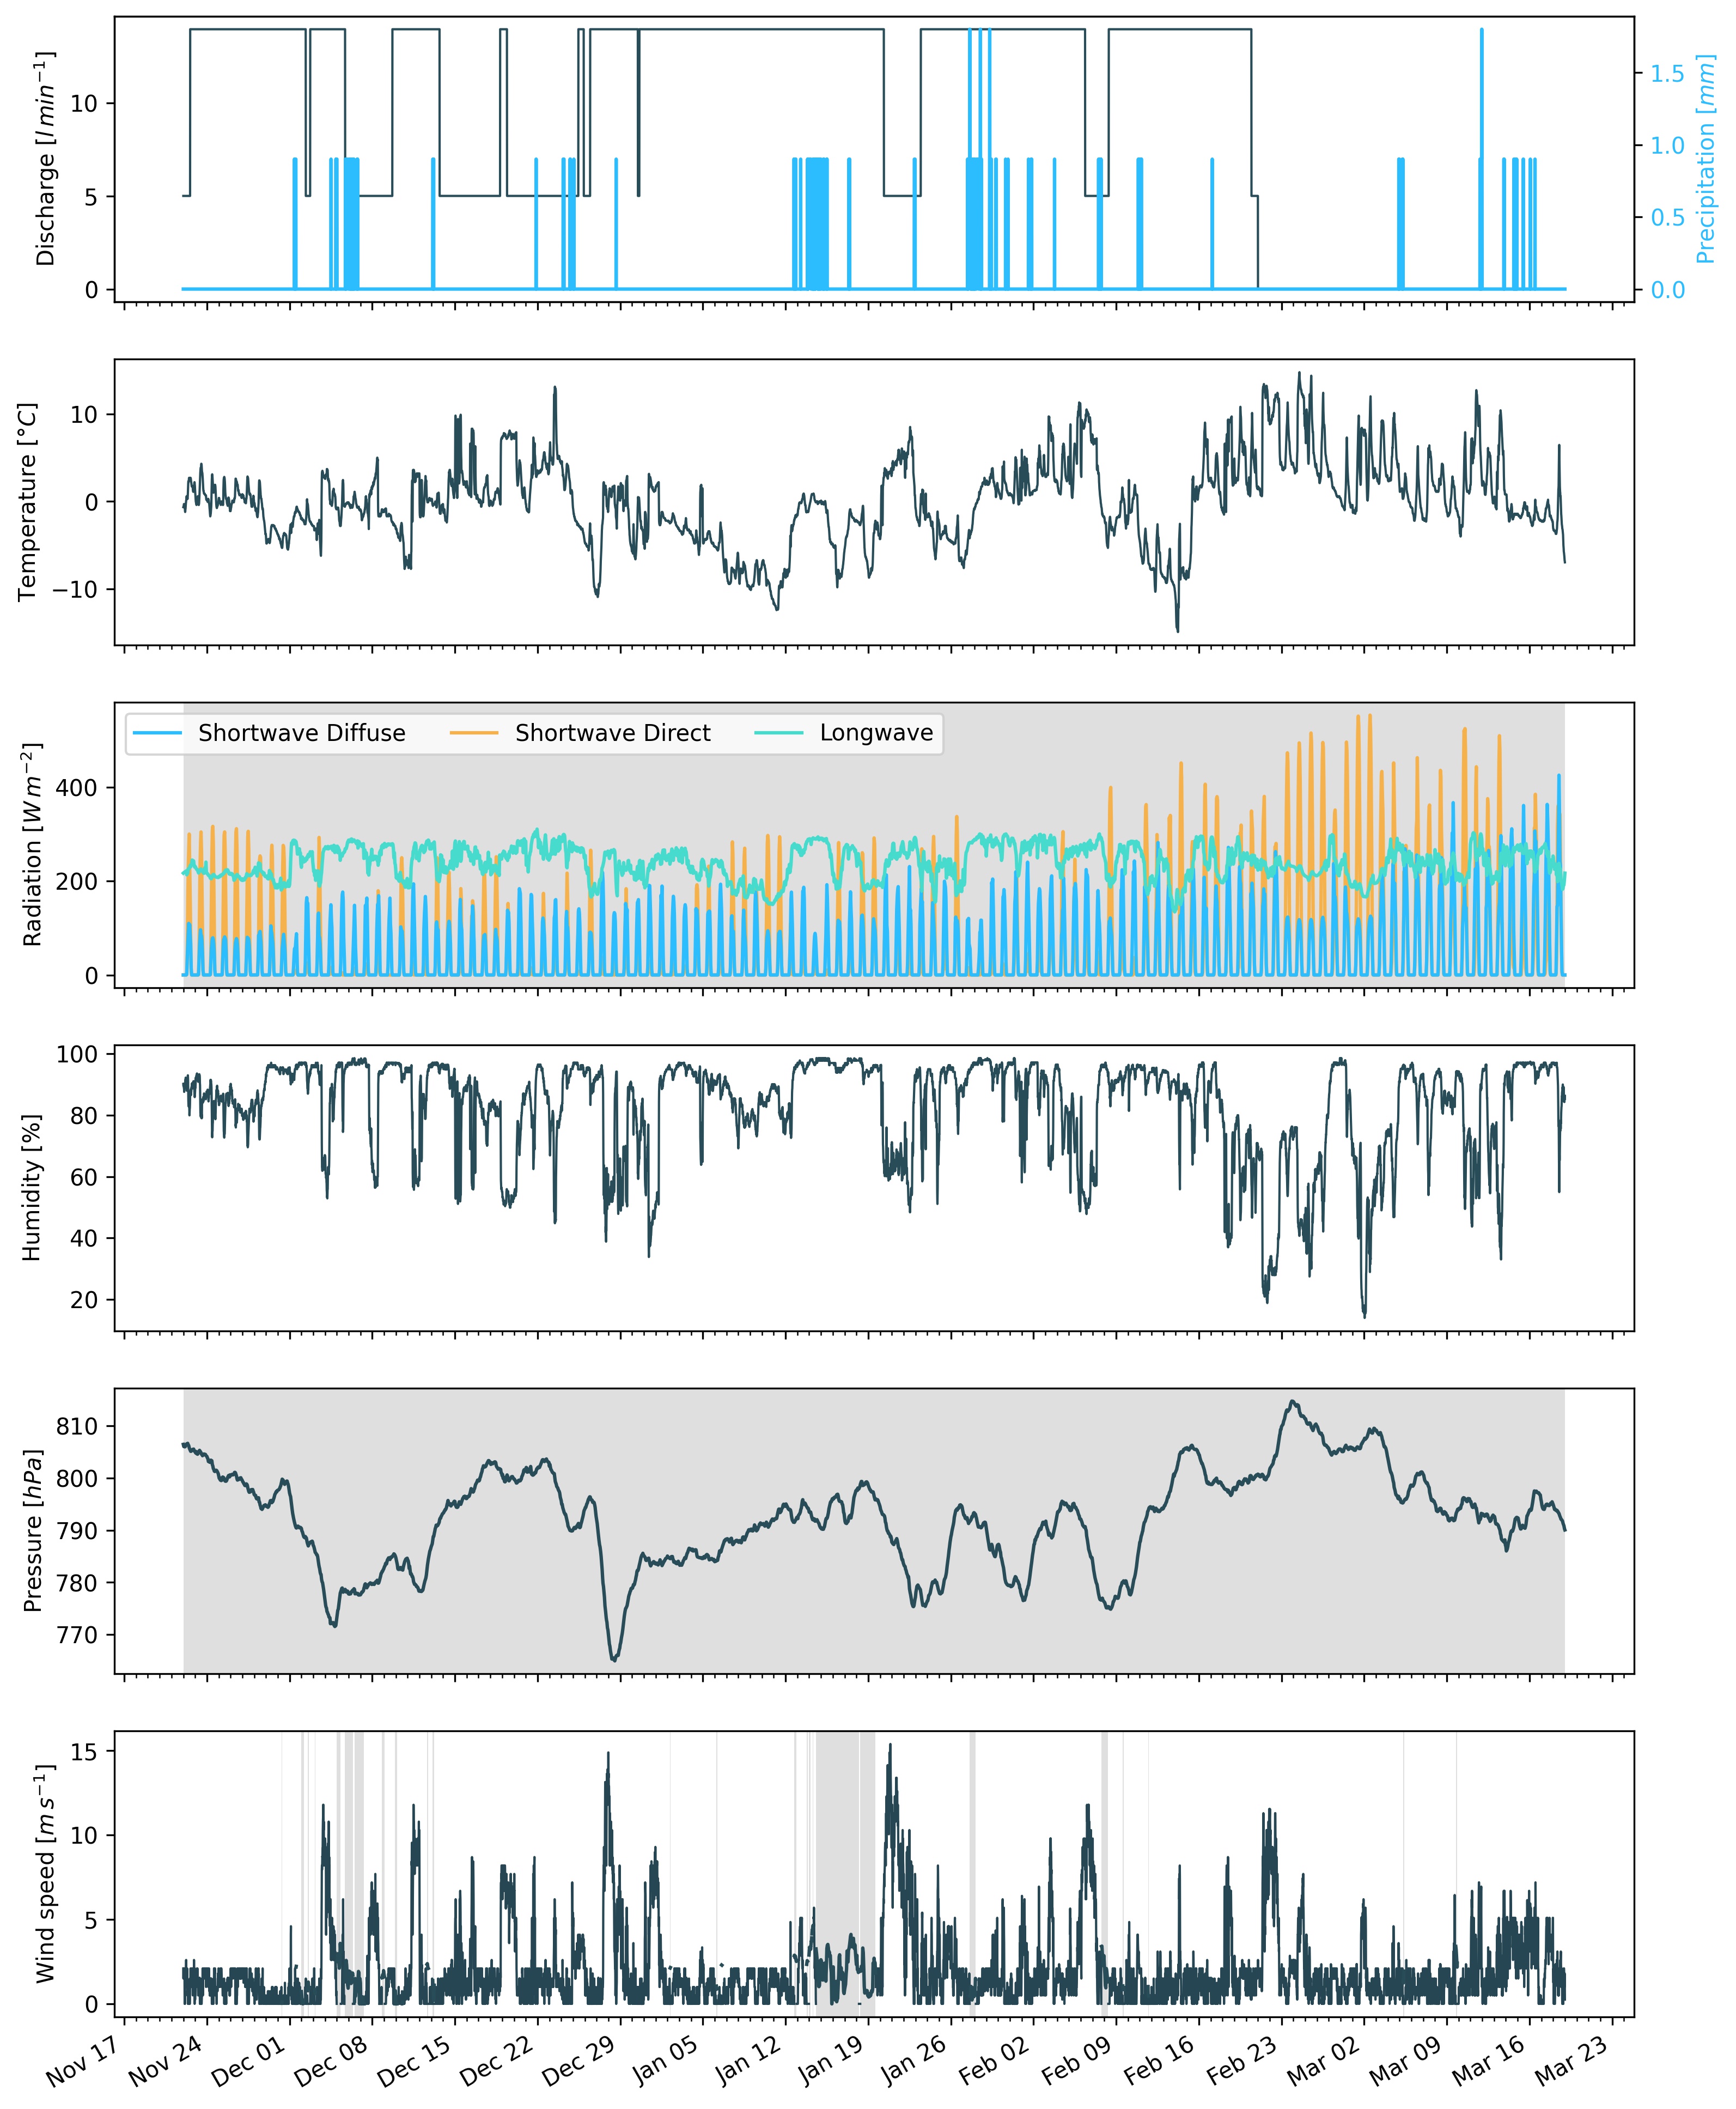 Discharge [l min⁻¹]
10
5
0
Precipitation [mm]
1.5
1.0
0.5
0.0
Temperature [°C]
10
0
−10
Radiation [W m⁻²]
400
200
0
Shortwave Diffuse
Shortwave Direct
Longwave
Humidity [%]
100
80
60
40
20
Pressure [hPa]
810
800
790
780
770
Wind speed [m s⁻¹]
15
10
5
0
Nov 17
Nov 24
Dec 01
Dec 08
Dec 15
Dec 22
Dec 29
Jan 05
Jan 12
Jan 19
Jan 26
Feb 02
Feb 09
Feb 16
Feb 23
Mar 02
Mar 09
Mar 16
Mar 23